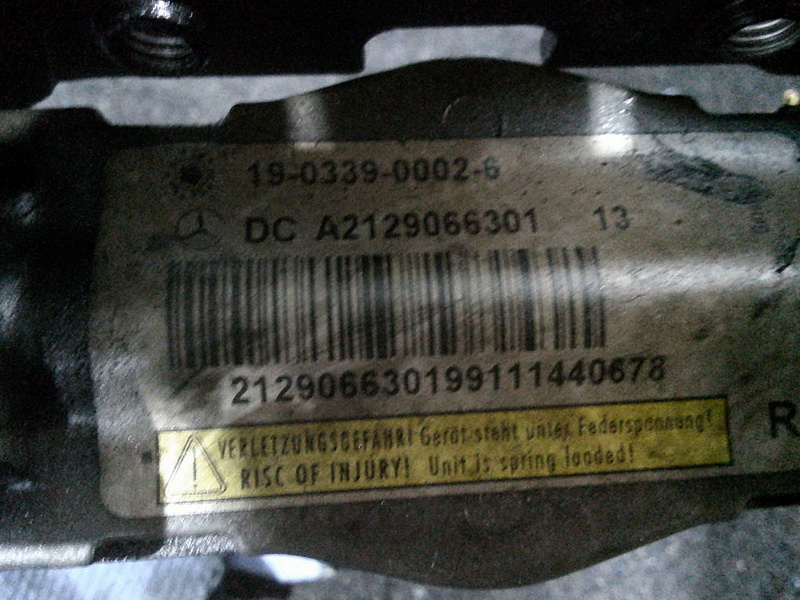 19-0339-0002-6
DC A2129066301 13
212906630199111440678
R
VERLETZUNGSGEFAHR! Gerät steht unter Federspannung!
RISC OF INJURY! Unit is spring loaded!